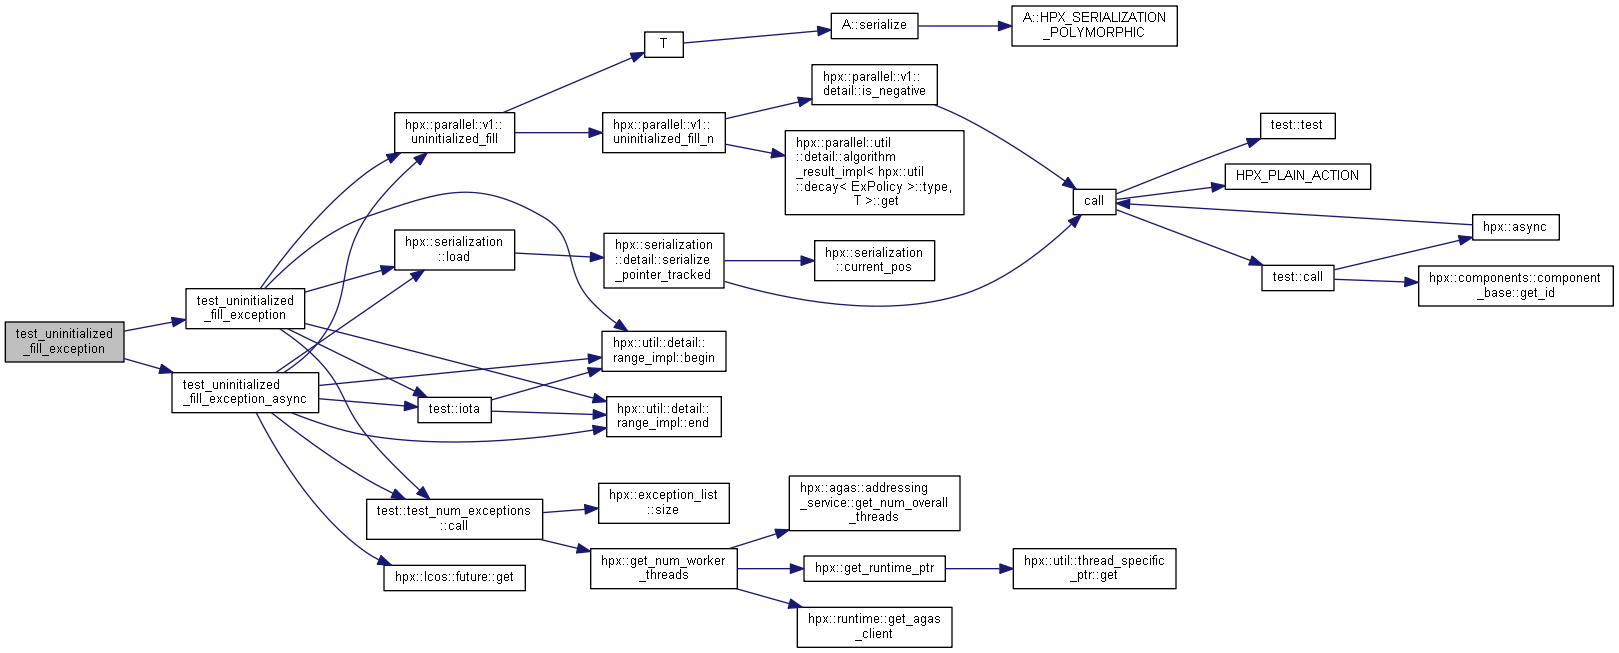 test_uninitialized
_fill_exception
test_uninitialized
_fill_exception
test_uninitialized
_fill_exception_async
hpx::parallel::v1::
uninitialized_fill
hpx::serialization
::load
test::iota
test::test_num_exceptions
::call
hpx::lcos::future::get
T
hpx::parallel::v1::
uninitialized_fill_n
hpx::serialization
::detail::serialize
_pointer_tracked
hpx::util::detail::
range_impl::begin
hpx::util::detail::
range_impl::end
hpx::exception_list
::size
hpx::get_num_worker
_threads
A::serialize
hpx::parallel::v1::
detail::is_negative
hpx::parallel::util
::detail::algorithm
_result_impl< hpx::util
::decay< ExPolicy >::type,
T >::get
hpx::serialization
::current_pos
hpx::agas::addressing
_service::get_num_overall
_threads
hpx::get_runtime_ptr
hpx::runtime::get_agas
_client
A::HPX_SERIALIZATION
_POLYMORPHIC
call
hpx::util::thread_specific
_ptr::get
test::test
HPX_PLAIN_ACTION
test::call
hpx::async
hpx::components::component
_base::get_id